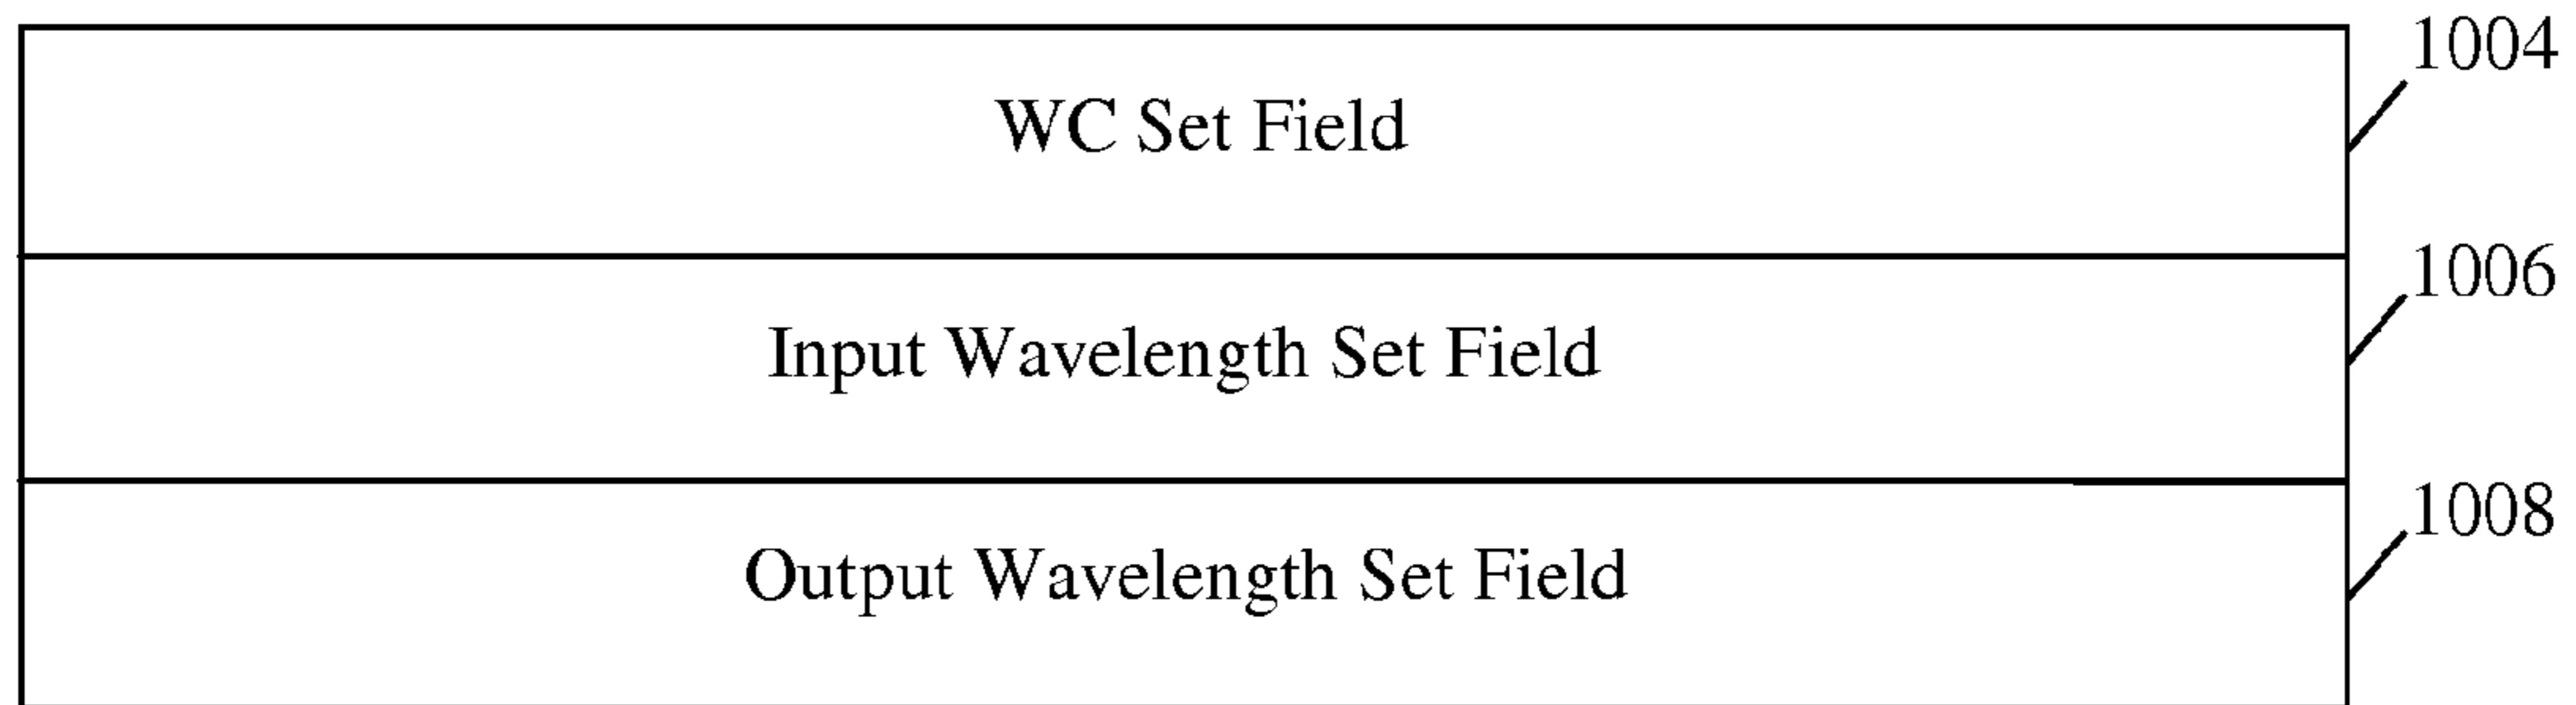 1004
WC Set Field
1006
Input Wavelength Set Field
1008
Output Wavelength Set Field